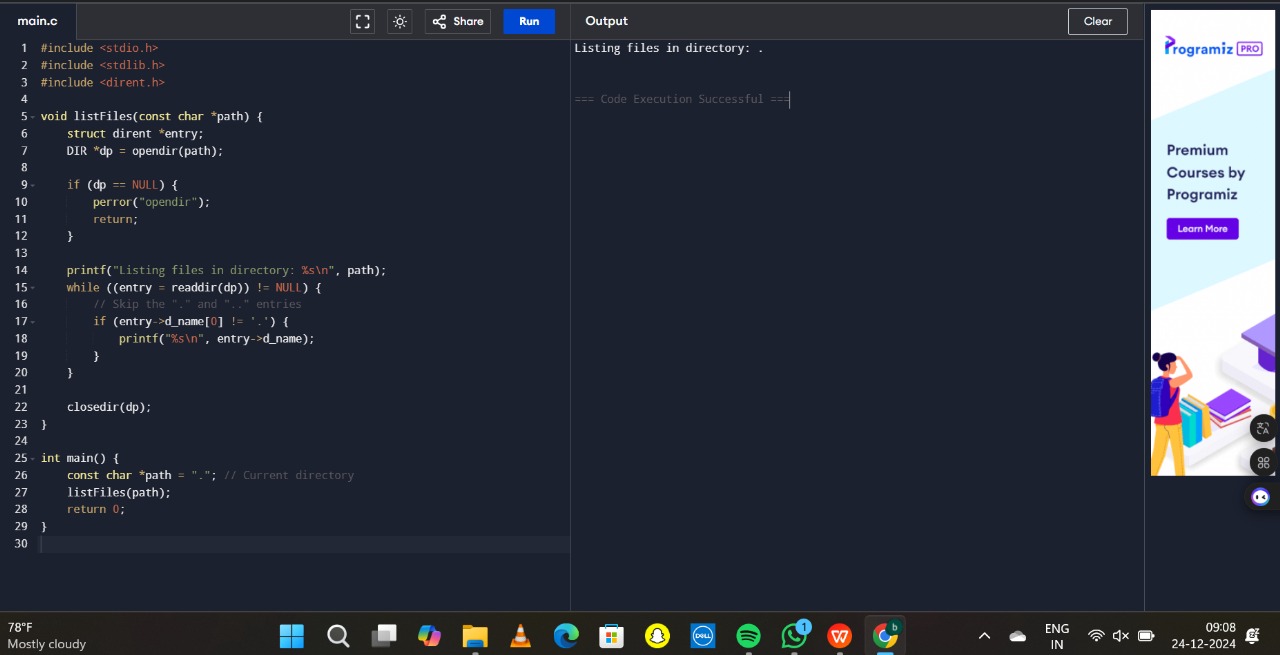 main.c
Share
Run
Output
Clear
1 #include <stdio.h>
2 #include <stdlib.h>
3 #include <dirent.h>
4
5 void listFiles(const char *path) {
6     struct dirent *entry;
7     DIR *dp = opendir(path);
8
9     if (dp == NULL) {
10         perror("opendir");
11         return;
12     }
13
14     printf("Listing files in directory: %s\n", path);
15     while ((entry = readdir(dp)) != NULL) {
16         // Skip the "." and ".." entries
17         if (entry->d_name[0] != '.') {
18             printf("%s\n", entry->d_name);
19         }
20     }
21
22     closedir(dp);
23 }
24
25 int main() {
26     const char *path = "."; // Current directory
27     listFiles(path);
28     return 0;
29 }
30
Listing files in directory: .
=== Code Execution Successful ===
Programiz PRO
Premium
Courses by
Programiz
Learn More
78°F
Mostly cloudy
DELL
1
W
b
ENG
IN
09:08
24-12-2024